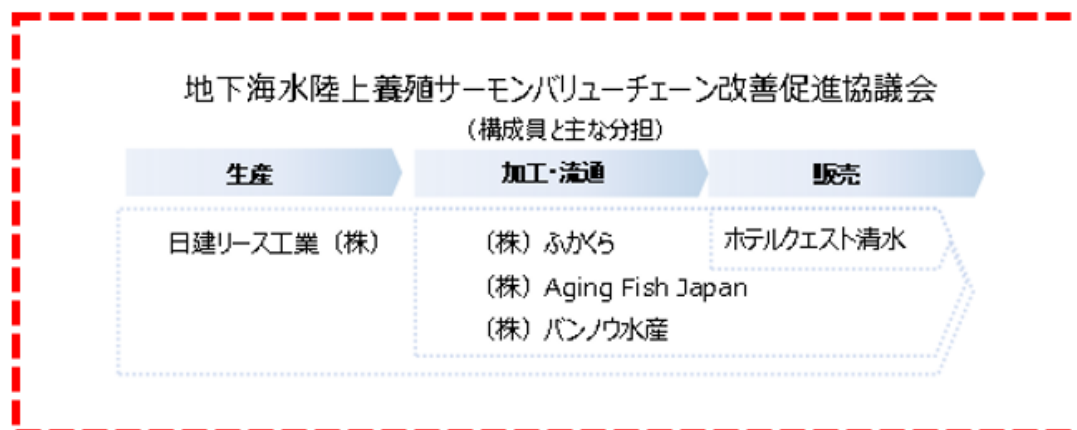 地下海水陸上養殖サーモンバリューチェーン改善促進協議会
（構成員と主な分担）
生産
加工・流通
販売
日建リース工業（株）
（株）ふかくら
ホテルクエスト清水
（株）Aging Fish Japan
（株）バンノウ水産